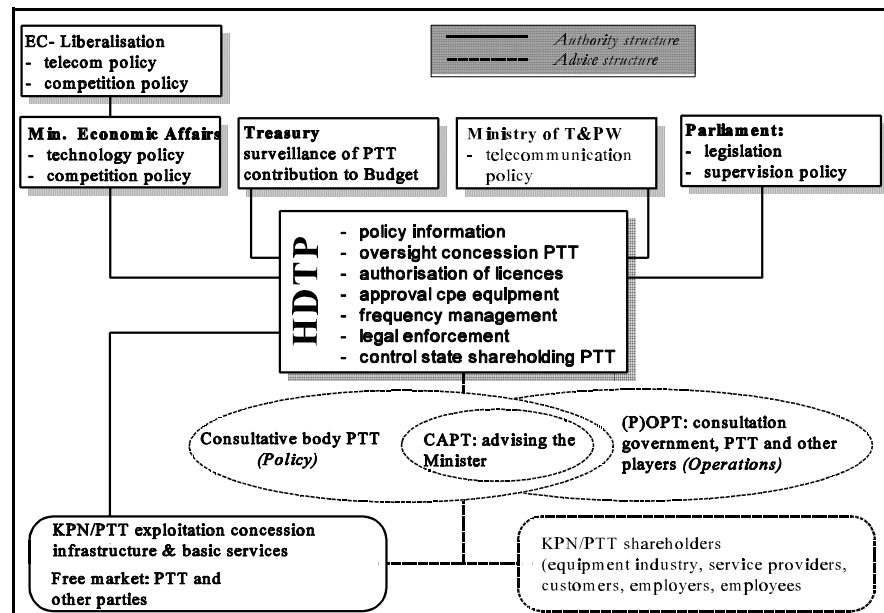 EC- Liberalisation
- telecom policy
- competition policy
Authority structure
Advice structure
Min. Economic Affairs
- technology policy
- competition policy
Treasury
surveillance of PTT
contribution to Budget
Ministry of T&PW
- telecommunication
policy
Parliament:
- legislation
- supervision policy
HDTP
- policy information
- oversight concession PTT
- authorisation of licences
- approval cpe equipment
- frequency management
- legal enforcement
- control state shareholding PTT
Consultative body PTT
(Policy)
CAPT: advising the
Minister
(P)OPT: consultation
government, PTT and other
players (Operations)
KPN/PTT exploitation concession
infrastructure & basic services
Free market: PTT and
other parties
KPN/PTT shareholders
(equipment industry, service providers,
customers, employers, employees